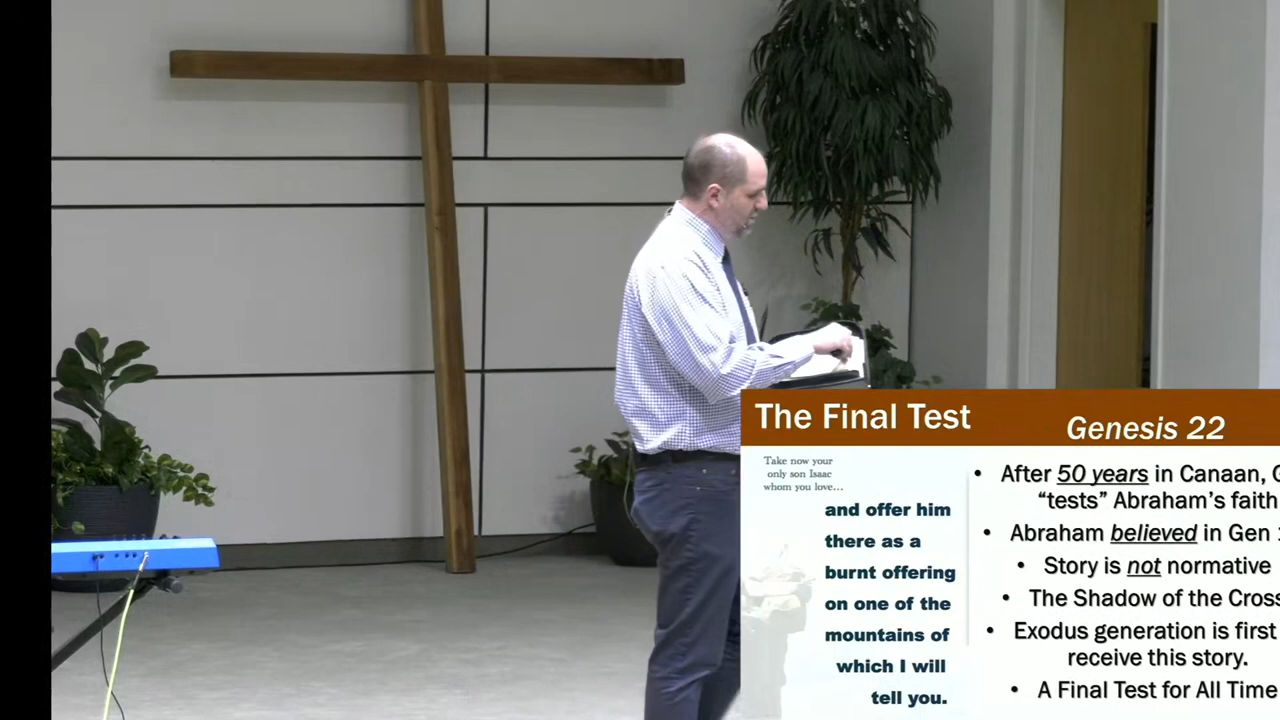 The Final Test
Genesis 22
Take now your
only son Isaac
whom you love...
and offer him
there as a
burnt offering
on one of the
mountains of
which I will
tell you.
• After 50 years in Canaan,
“tests” Abraham’s faith
• Abraham believed in Gen
• Story is not normative
• The Shadow of the Cross
• Exodus generation is first
receive this story.
• A Final Test for All Time